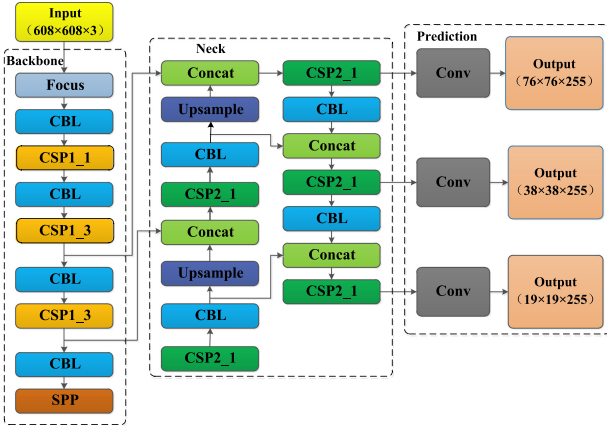 Input
(608×608×3)
Backbone
Focus
CBL
CSP1_1
CBL
CSP1_3
CBL
CSP1_3
CBL
SPP
Neck
Concat
Upsample
CBL
CSP2_1
Concat
Upsample
CBL
CSP2_1
CSP2_1
CBL
Concat
CSP2_1
CBL
Concat
CSP2_1
Prediction
Conv
Output
(76×76×255)
Conv
Output
(38×38×255)
Conv
Output
(19×19×255)